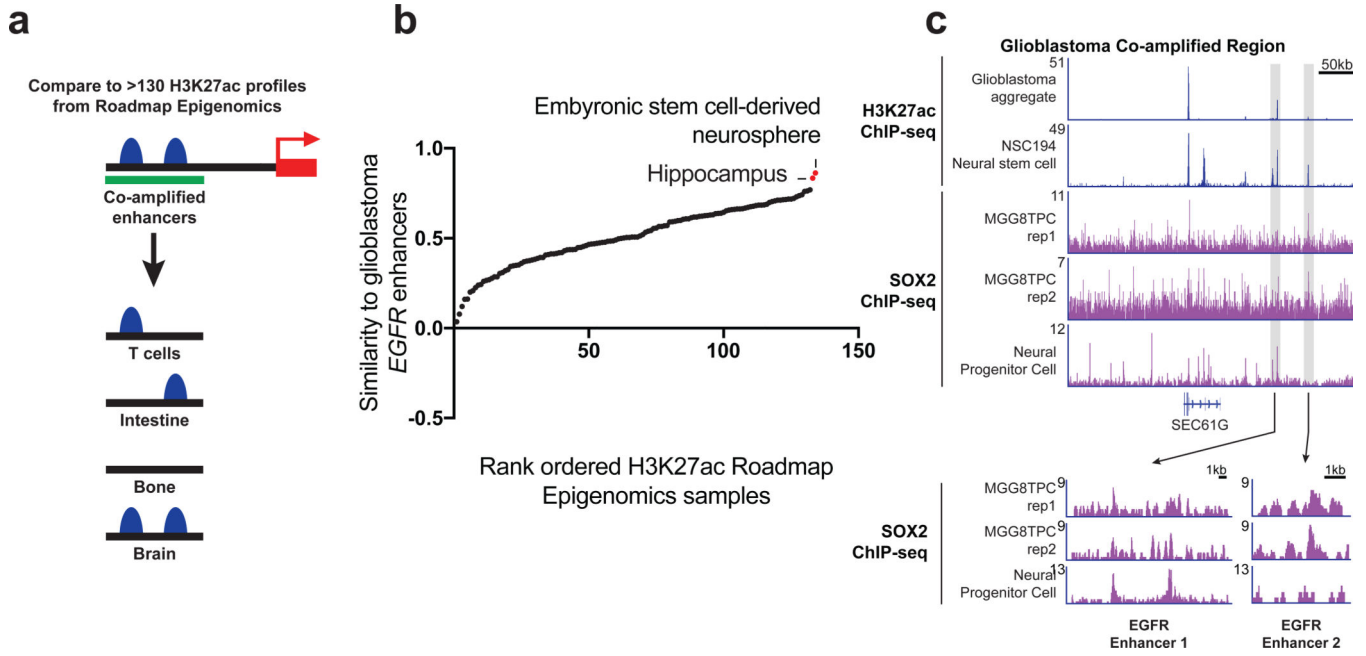 a
Compare to >130 H3K27ac profiles
from Roadmap Epigenomics
Co-amplified
enhancers
T cells
Intestine
Bone
Brain
b
Embyronic stem cell-derived
neurosphere
Hippocampus
1.0
0.5
0.0
-0.5
50
100
150
Similarity to glioblastoma
EGFR enhancers
Rank ordered H3K27ac Roadmap
Epigenomics samples
c
Glioblastoma Co-amplified Region
50kb
H3K27ac
ChIP-seq
51
Glioblastoma
aggregate
49
NSC194
Neural stem cell
SOX2
ChIP-seq
11
MGG8TPC
rep1
7
MGG8TPC
rep2
12
Neural
Progenitor Cell
SEC61G
1kb
1kb
SOX2
ChIP-seq
MGG8TPC
rep1
9
9
MGG8TPC
rep2
9
9
Neural
Progenitor Cell
13
13
EGFR
Enhancer 1
EGFR
Enhancer 2